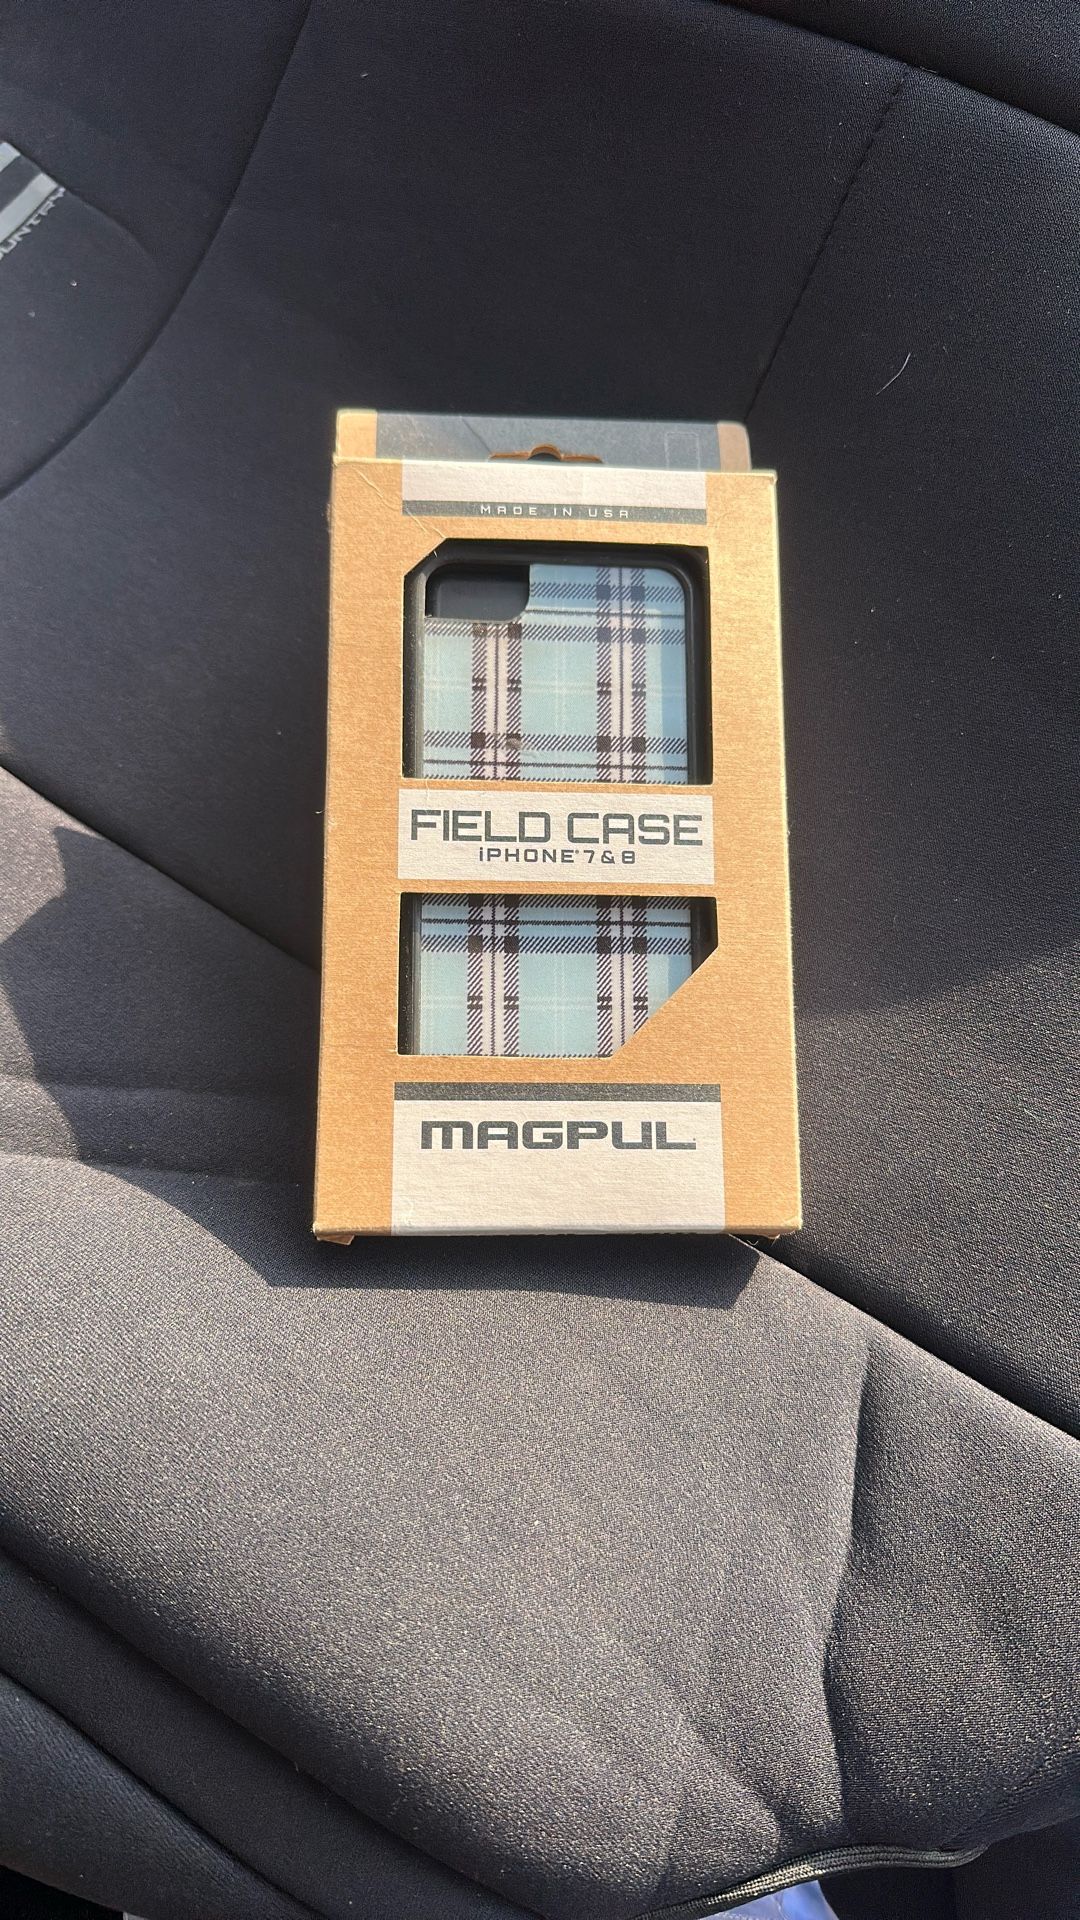 MADE IN USA
FIELD CASE
iPHONE® 7 & 8
MAGPUL